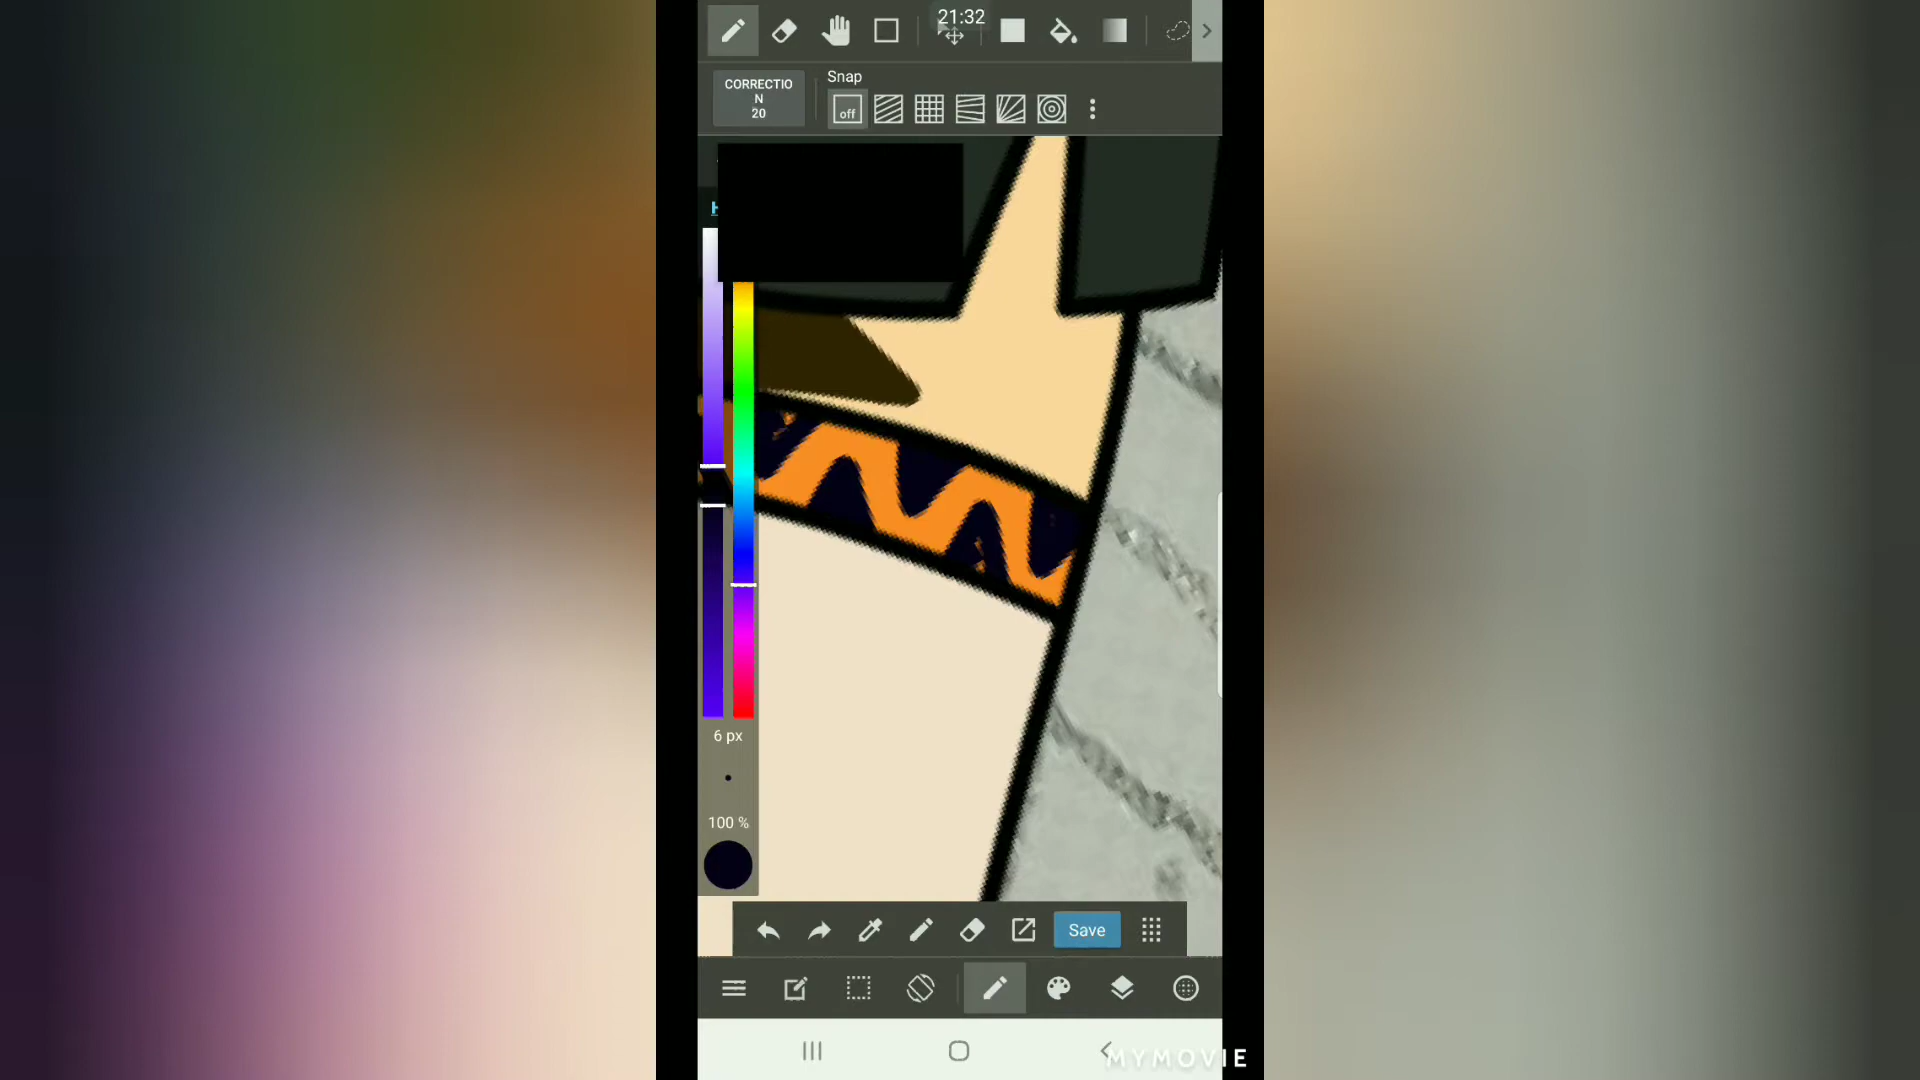 21:32
Snap
CORRECTIO
N
20
off
H
6 px
100 %
Save
MYMOVIE